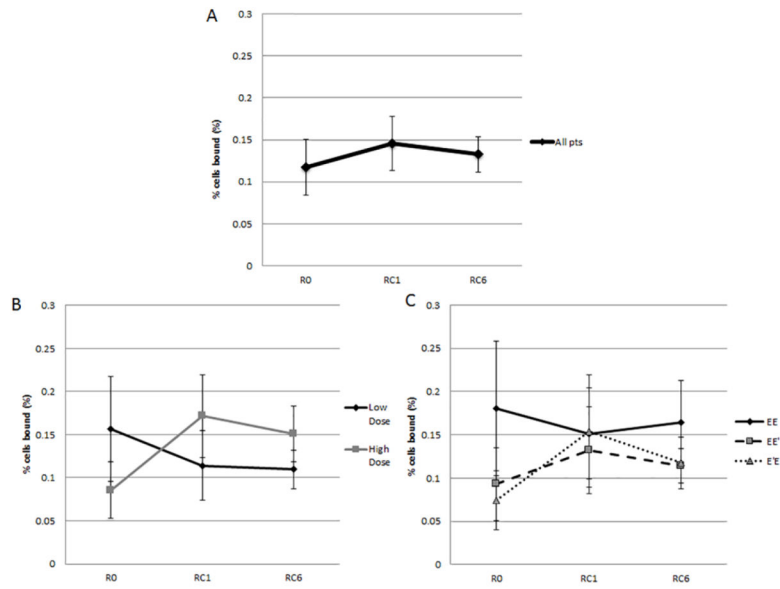 A
0.3
0.25
0.2
0.15
0.1
0.05
0
% cells bound (%)
R0 RC1 RC6
All pts
B
0.3
0.25
0.2
0.15
0.1
0.05
0
% cells bound (%)
R0 RC1 RC6
Low
Dose
High
Dose
C
0.3
0.25
0.2
0.15
0.1
0.05
0
% cells bound (%)
R0 RC1 RC6
EE
EE'
E'E